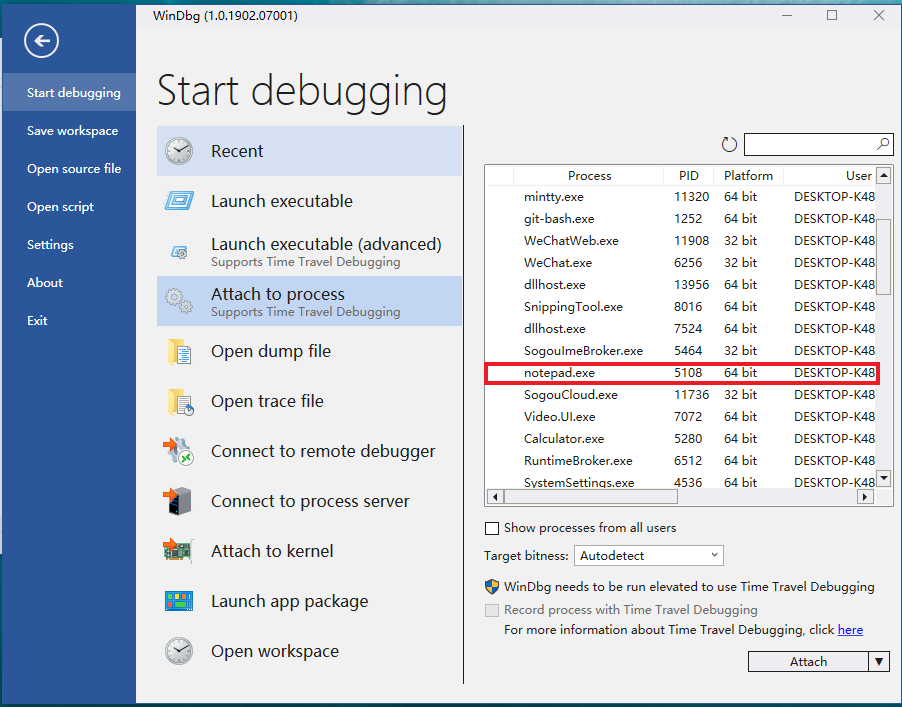 WinDbg (1.0.1902.07001)
Start debugging
Save workspace
Open source file
Open script
Settings
About
Exit
Start debugging
Recent
Launch executable
Launch executable (advanced)
Supports Time Travel Debugging
Attach to process
Supports Time Travel Debugging
Open dump file
Open trace file
Connect to remote debugger
Connect to process server
Attach to kernel
Launch app package
Open workspace
Process PID Platform User
mintty.exe 11320 64 bit DESKTOP-K48
git-bash.exe 1252 64 bit DESKTOP-K48
WeChatWeb.exe 11908 32 bit DESKTOP-K48
WeChat.exe 6256 32 bit DESKTOP-K48
dllhost.exe 13956 64 bit DESKTOP-K48
SnippingTool.exe 8016 64 bit DESKTOP-K48
dllhost.exe 7524 64 bit DESKTOP-K48
SogouImeBroker.exe 5464 32 bit DESKTOP-K48
notepad.exe 5108 64 bit DESKTOP-K48
SogouCloud.exe 11736 32 bit DESKTOP-K48
Video.UI.exe 7072 64 bit DESKTOP-K48
Calculator.exe 5280 64 bit DESKTOP-K48
RuntimeBroker.exe 6512 64 bit DESKTOP-K48
SystemSettings.exe 4536 64 bit DESKTOP-K48
Show processes from all users
Target bitness: Autodetect
WinDbg needs to be run elevated to use Time Travel Debugging
Record process with Time Travel Debugging
For more information about Time Travel Debugging, click here
Attach